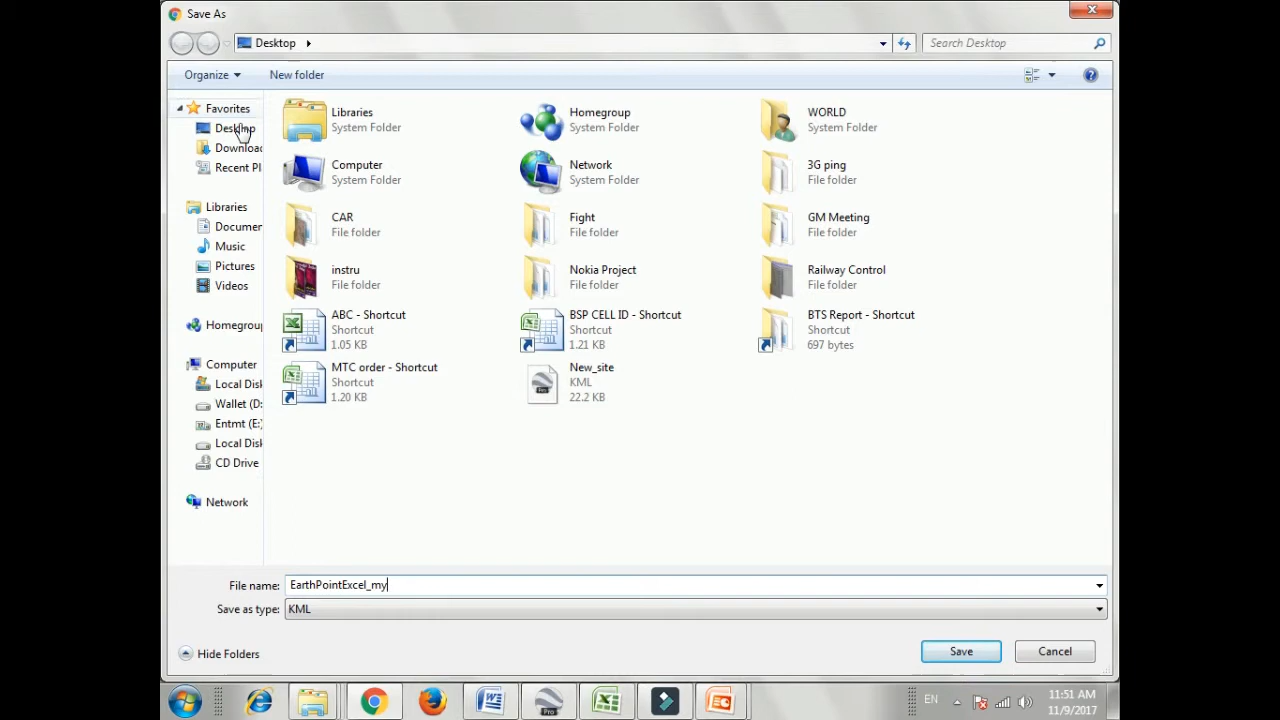 Save As
Desktop
Search Desktop
Organize
New folder
Favorites
Desktop
Downloac
Recent Pl
Libraries
Documer
Music
Pictures
Videos
Homegrou
Computer
Local Disk
Wallet (D:
Entmt (E:
Local Disk
CD Drive
Network
Libraries
System Folder
Homegroup
System Folder
WORLD
System Folder
Computer
System Folder
Network
System Folder
3G ping
File folder
CAR
File folder
Fight
File folder
GM Meeting
File folder
instru
File folder
Nokia Project
File folder
Railway Control
File folder
ABC - Shortcut
Shortcut
1.05 KB
BSP CELL ID - Shortcut
Shortcut
1.21 KB
BTS Report - Shortcut
Shortcut
697 bytes
MTC order - Shortcut
Shortcut
1.20 KB
New_site
KML
22.2 KB
File name: EarthPointExcel_my
Save as type: KML
Hide Folders
Save
Cancel
Pro
EN
11:51 AM
11/9/2017